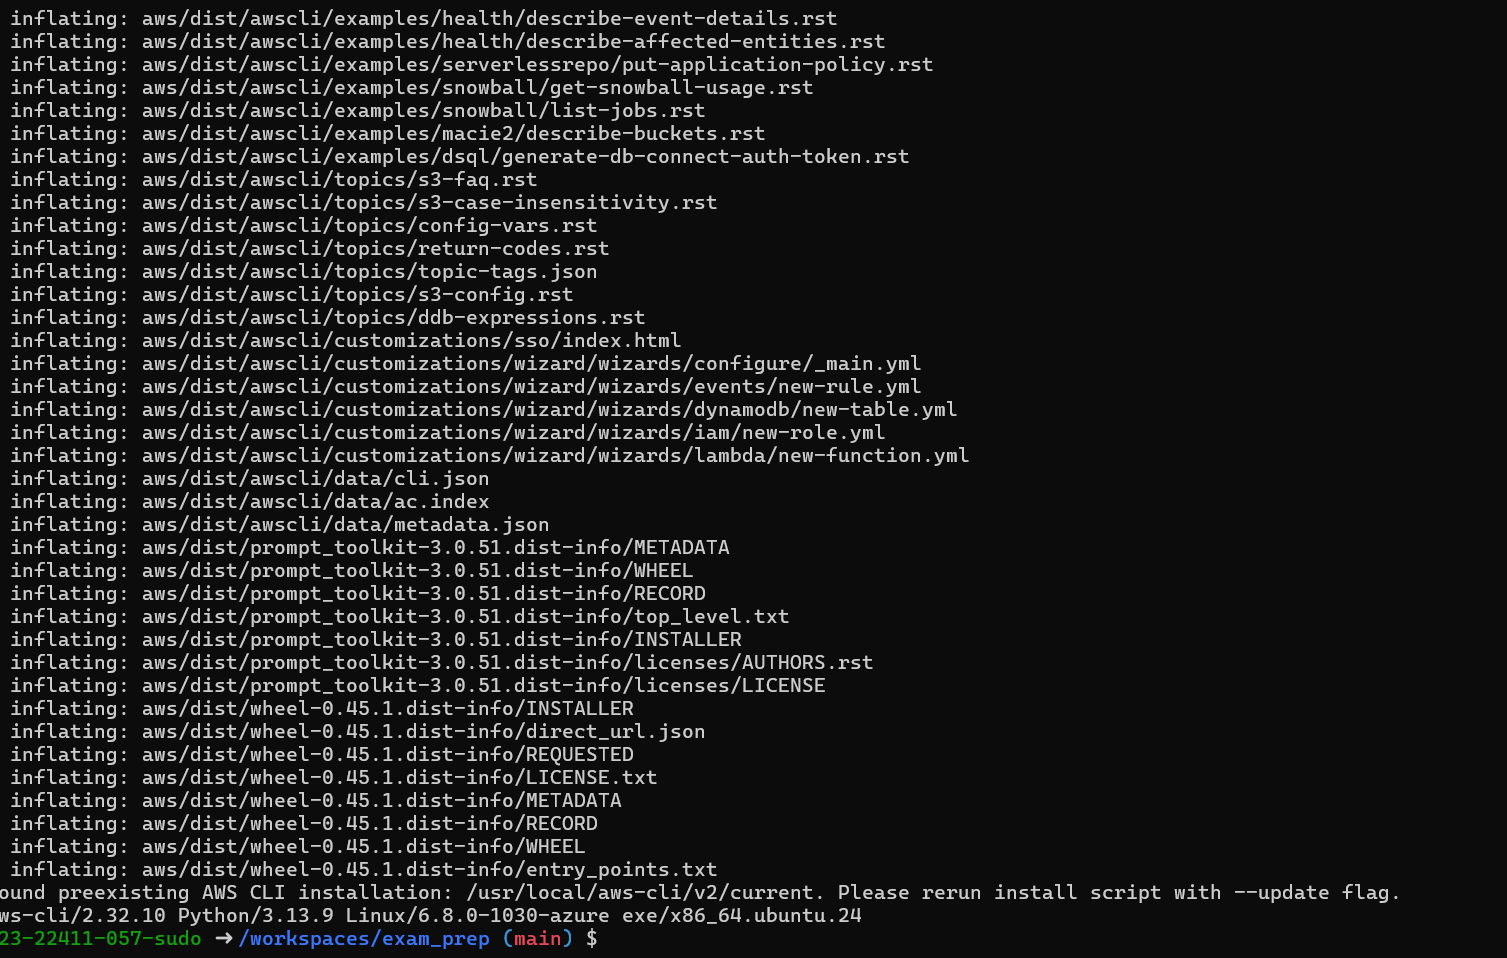 inflating: aws/dist/awscli/examples/health/describe-event-details.rst
inflating: aws/dist/awscli/examples/health/describe-affected-entities.rst
inflating: aws/dist/awscli/examples/serverlessrepo/put-application-policy.rst
inflating: aws/dist/awscli/examples/snowball/get-snowball-usage.rst
inflating: aws/dist/awscli/examples/snowball/list-jobs.rst
inflating: aws/dist/awscli/examples/macie2/describe-buckets.rst
inflating: aws/dist/awscli/examples/dsql/generate-db-connect-auth-token.rst
inflating: aws/dist/awscli/topics/s3-faq.rst
inflating: aws/dist/awscli/topics/s3-case-insensitivity.rst
inflating: aws/dist/awscli/topics/config-vars.rst
inflating: aws/dist/awscli/topics/return-codes.rst
inflating: aws/dist/awscli/topics/topic-tags.json
inflating: aws/dist/awscli/topics/s3-config.rst
inflating: aws/dist/awscli/topics/ddb-expressions.rst
inflating: aws/dist/awscli/customizations/sso/index.html
inflating: aws/dist/awscli/customizations/wizard/wizards/configure/_main.yml
inflating: aws/dist/awscli/customizations/wizard/wizards/events/new-rule.yml
inflating: aws/dist/awscli/customizations/wizard/wizards/dynamodb/new-table.yml
inflating: aws/dist/awscli/customizations/wizard/wizards/iam/new-role.yml
inflating: aws/dist/awscli/customizations/wizard/wizards/lambda/new-function.yml
inflating: aws/dist/awscli/data/cli.json
inflating: aws/dist/awscli/data/ac.index
inflating: aws/dist/awscli/data/metadata.json
inflating: aws/dist/prompt_toolkit-3.0.51.dist-info/METADATA
inflating: aws/dist/prompt_toolkit-3.0.51.dist-info/WHEEL
inflating: aws/dist/prompt_toolkit-3.0.51.dist-info/RECORD
inflating: aws/dist/prompt_toolkit-3.0.51.dist-info/top_level.txt
inflating: aws/dist/prompt_toolkit-3.0.51.dist-info/INSTALLER
inflating: aws/dist/prompt_toolkit-3.0.51.dist-info/licenses/AUTHORS.rst
inflating: aws/dist/prompt_toolkit-3.0.51.dist-info/licenses/LICENSE
inflating: aws/dist/wheel-0.45.1.dist-info/INSTALLER
inflating: aws/dist/wheel-0.45.1.dist-info/direct_url.json
inflating: aws/dist/wheel-0.45.1.dist-info/REQUESTED
inflating: aws/dist/wheel-0.45.1.dist-info/LICENSE.txt
inflating: aws/dist/wheel-0.45.1.dist-info/METADATA
inflating: aws/dist/wheel-0.45.1.dist-info/RECORD
inflating: aws/dist/wheel-0.45.1.dist-info/WHEEL
inflating: aws/dist/wheel-0.45.1.dist-info/entry_points.txt
ound preexisting AWS CLI installation: /usr/local/aws-cli/v2/current. Please rerun install script with --update flag.
ws-cli/2.32.10 Python/3.13.9 Linux/6.8.0-1030-azure exe/x86_64.ubuntu.24
23-22411-057-sudo ➜ /workspaces/exam_prep (main) $